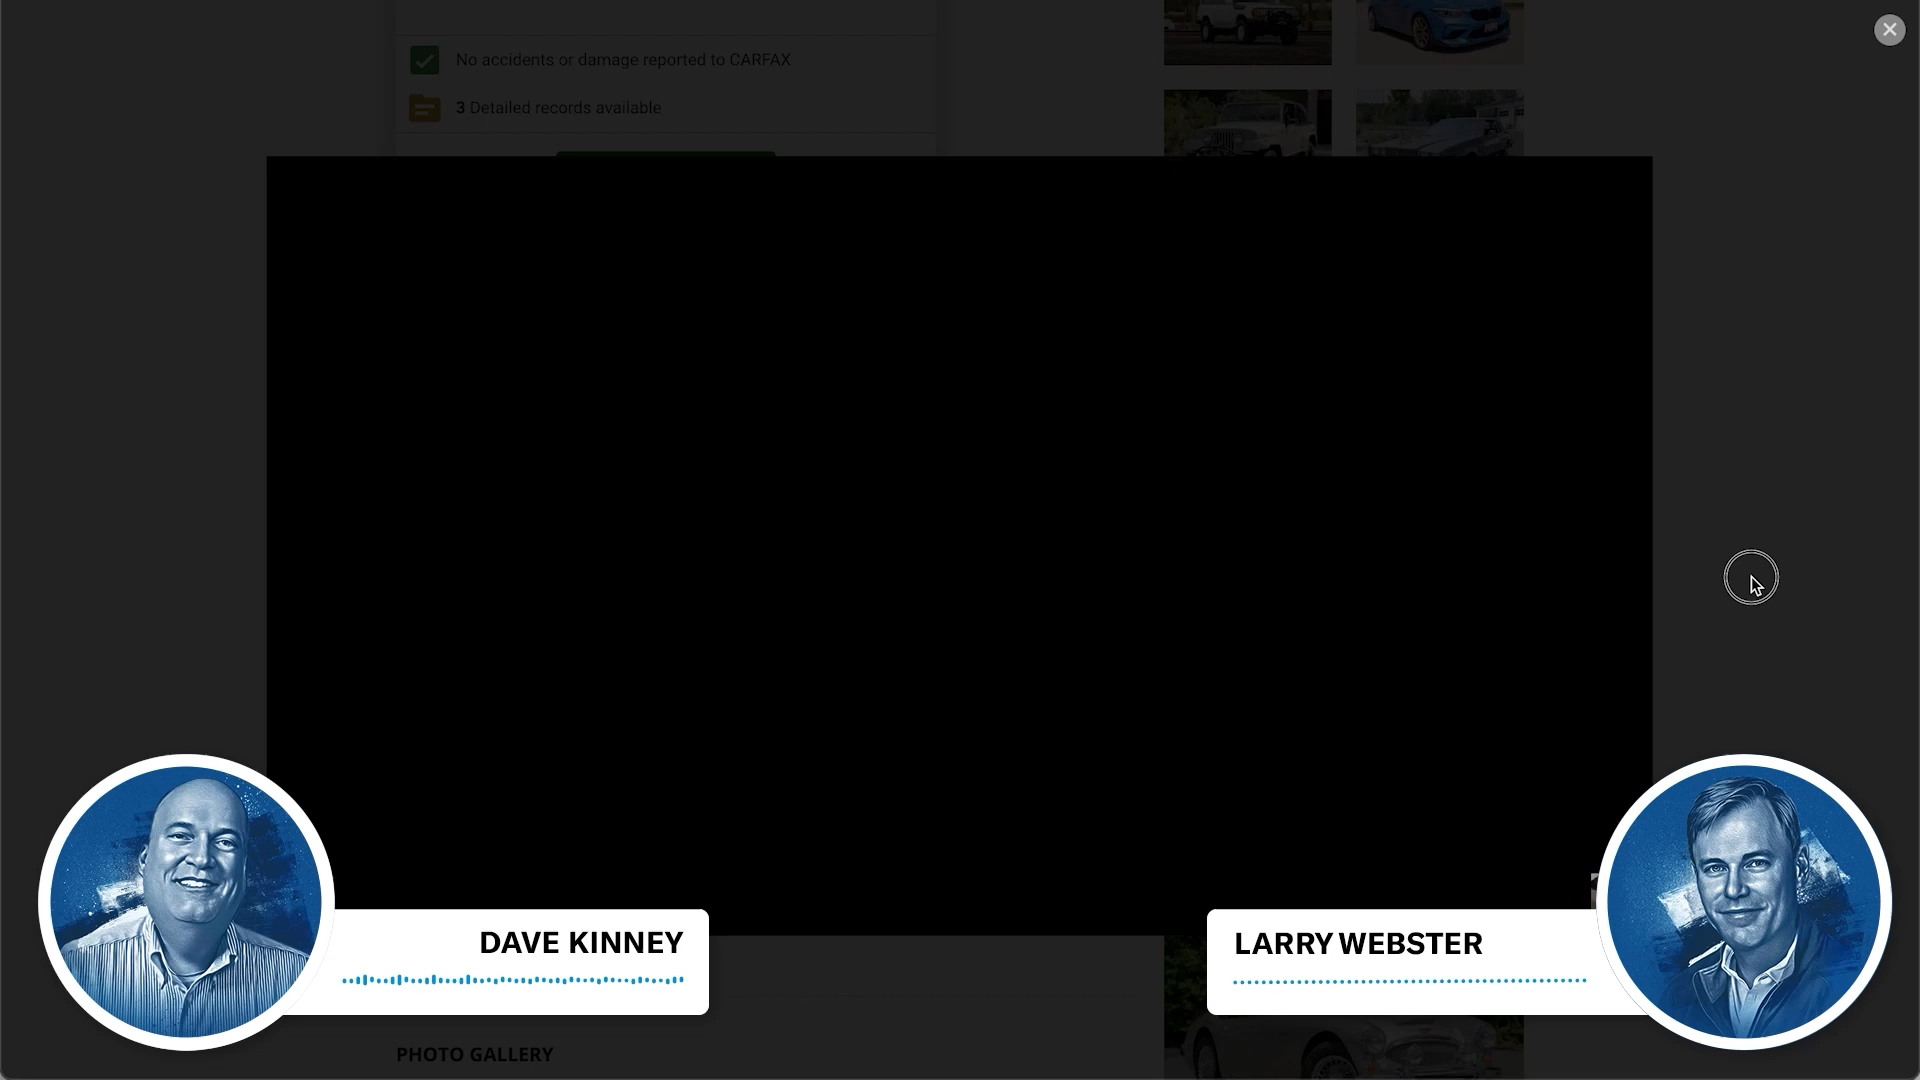 No accidents or damage reported to CARFAX
3 Detailed records available
DAVE KINNEY
LARRY WEBSTER
PHOTO GALLERY